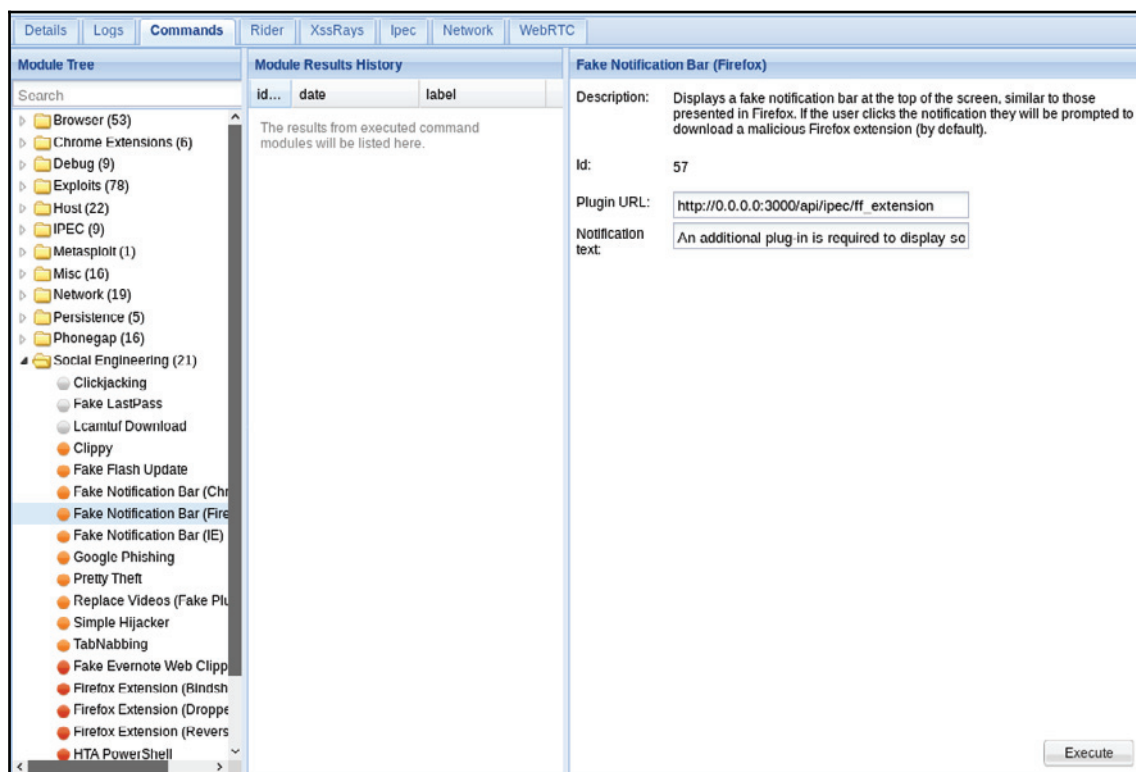 Details Logs Commands Rider XssRays Ipec Network WebRTC
Module Tree
Search
Browser (53)
Chrome Extensions (6)
Debug (9)
Exploits (78)
Host (22)
IPEC (9)
Metasploit (1)
Misc (16)
Network (19)
Persistence (5)
Phonegap (16)
Social Engineering (21)
Clickjacking
Fake LastPass
Lcamtuf Download
Clippy
Fake Flash Update
Fake Notification Bar (Chr
Fake Notification Bar (Fire
Fake Notification Bar (IE)
Google Phishing
Pretty Theft
Replace Videos (Fake Plu
Simple Hijacker
TabNabbing
Fake Evernote Web Clipp
Firefox Extension (Bindsh
Firefox Extension (Droppe
Firefox Extension (Revers
HTA PowerShell
Module Results History
id... date label
The results from executed command
modules will be listed here.
Fake Notification Bar (Firefox)
Description: Displays a fake notification bar at the top of the screen, similar to those
presented in Firefox. If the user clicks the notification they will be prompted to
download a malicious Firefox extension (by default).
Id: 57
Plugin URL: http://0.0.0.0:3000/api/ipec/ff_extension
Notification
text: An additional plug-in is required to display so
Execute